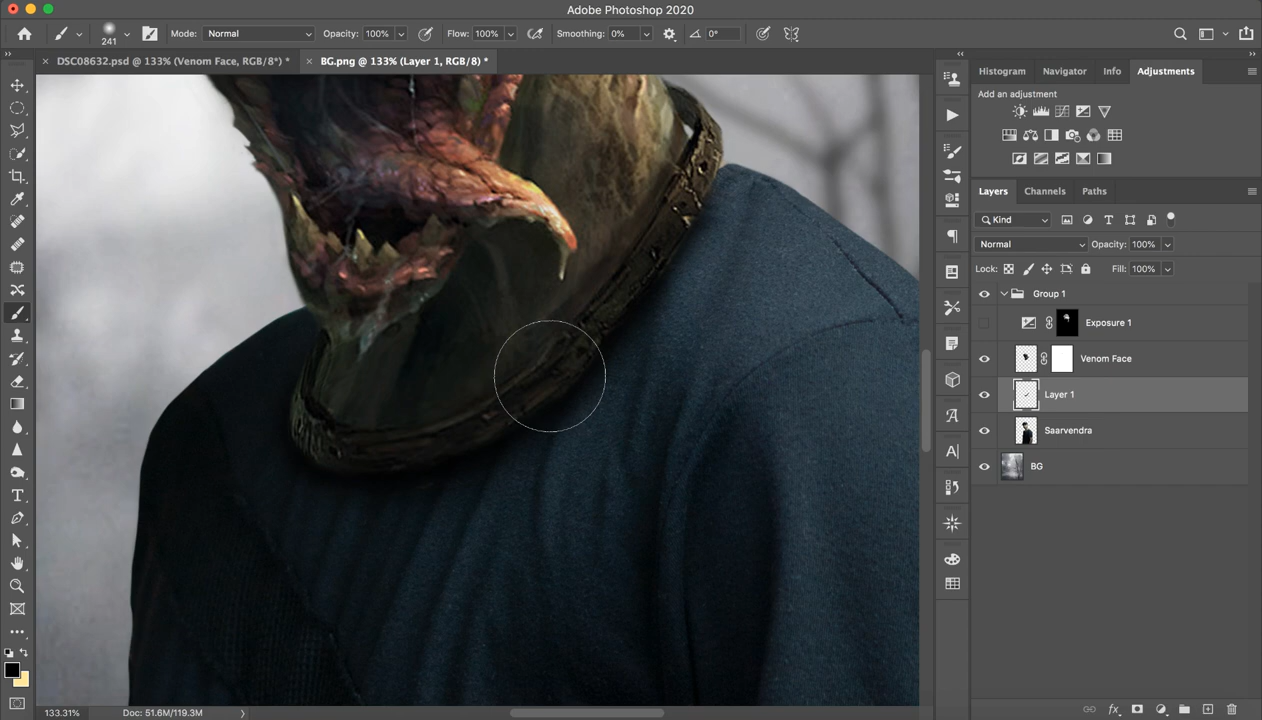 Adobe Photoshop 2020
241
Mode: Normal
Opacity: 100%
Flow: 100%
Smoothing: 0%
0°
DSC08632.psd @ 133% (Venom Face, RGB/8*) *
BG.png @ 133% (Layer 1, RGB/8) *
Histogram
Navigator
Info
Adjustments
Add an adjustment
Layers
Channels
Paths
Kind
Normal
Opacity: 100%
Lock:
Fill: 100%
Group 1
Exposure 1
Venom Face
Layer 1
Saarvendra
BG
133.31%
Doc: 51.6M/119.3M